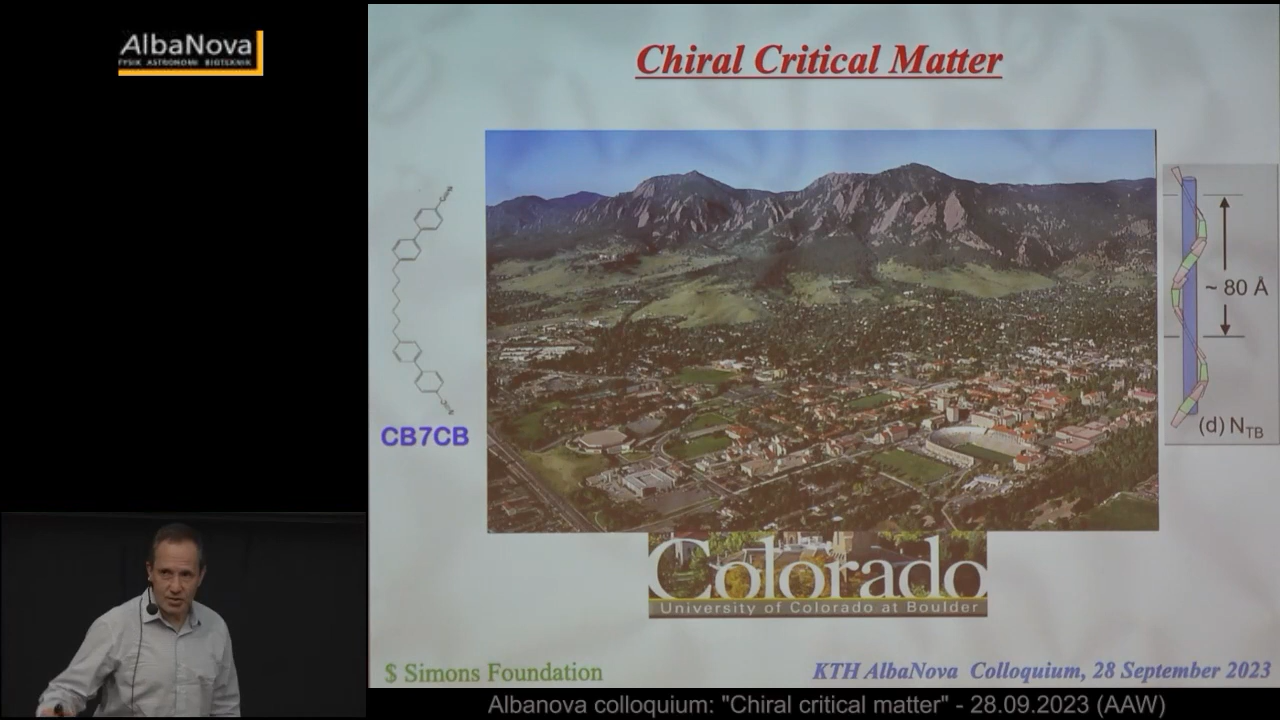 AlbaNova
FYSIK ASTRONOMI BIOTEKNIK
Chiral Critical Matter
CB7CB
~ 80 Å
(d) NTB
Colorado
University of Colorado at Boulder
$ Simons Foundation
KTH AlbaNova Colloquium, 28 September 2023
Albanova colloquium: "Chiral critical matter" - 28.09.2023 (AAW)